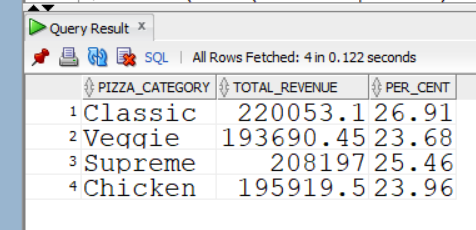 Query Result x
SQL | All Rows Fetched: 4 in 0.122 seconds
PIZZA_CATEGORY TOTAL_REVENUE PER_CENT
1 Classic 220053.1 26.91
2 Veggie 193690.45 23.68
3 Supreme 208197 25.46
4 Chicken 195919.5 23.96